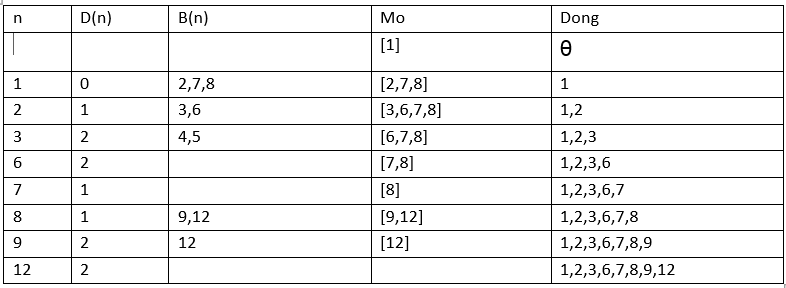 n D(n) B(n) Mo Dong
[1] θ
1 0 2,7,8 [2,7,8] 1
2 1 3,6 [3,6,7,8] 1,2
3 2 4,5 [6,7,8] 1,2,3
6 2 [7,8] 1,2,3,6
7 1 [8] 1,2,3,6,7
8 1 9,12 [9,12] 1,2,3,6,7,8
9 2 12 [12] 1,2,3,6,7,8,9
12 2 1,2,3,6,7,8,9,12